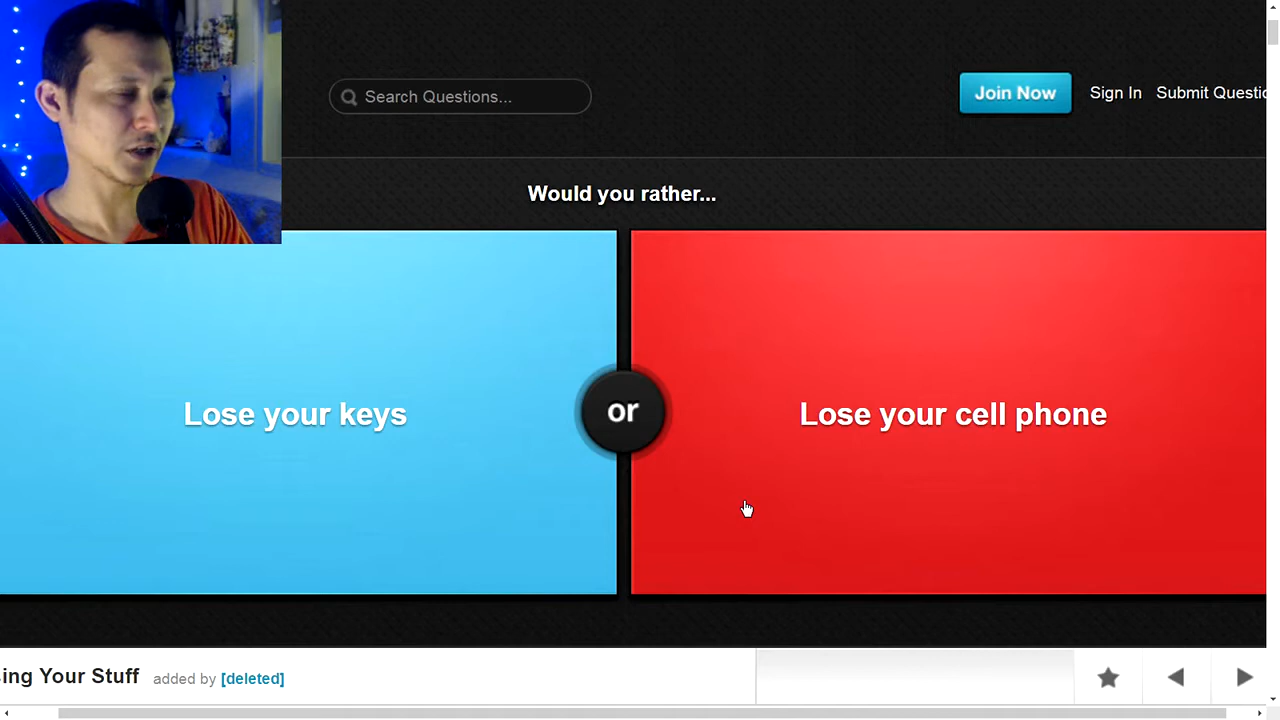 Search Questions...
Join Now
Sign In
Submit Questio
Would you rather...
Lose your keys
or
Lose your cell phone
ing Your Stuff added by [deleted]